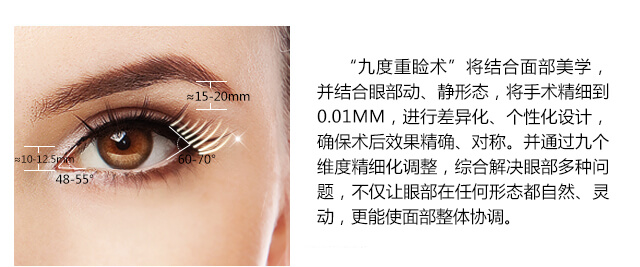 ≈15-20mm
60-70°
≈10-12.5mm
48-55°
“九度重睑术”将结合面部美学，
并结合眼部动、静形态，将手术精细到
0.01MM，进行差异化、个性化设计，
确保术后效果精确、对称。并通过九个
维度精细化调整，综合解决眼部多种问
题，不仅让眼部在任何形态都自然、灵
动，更能使面部整体协调。